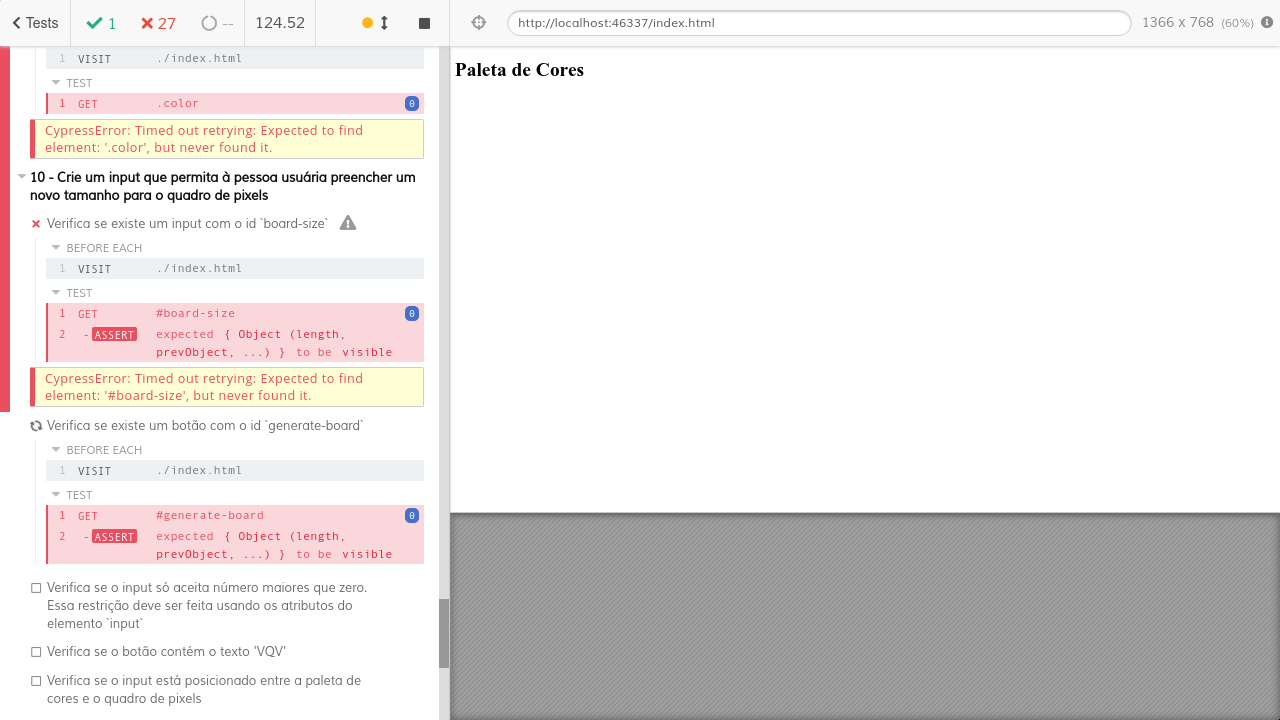 Tests 1 27 -- 124.52 http://localhost:46337/index.html 1366 x 768 (60%)
1 VISIT ./index.html
TEST
1 GET .color 0
CypressError: Timed out retrying: Expected to find
element: '.color', but never found it.
10 - Crie um input que permita à pessoa usuária preencher um
novo tamanho para o quadro de pixels
Verifica se existe um input com o id `board-size`
BEFORE EACH
1 VISIT ./index.html
TEST
1 GET #board-size 0
2 -ASSERT expected { Object (length,
prevObject, ...) } to be visible
CypressError: Timed out retrying: Expected to find
element: '#board-size', but never found it.
Verifica se existe um botão com o id `generate-board`
BEFORE EACH
1 VISIT ./index.html
TEST
1 GET #generate-board 0
2 -ASSERT expected { Object (length,
prevObject, ...) } to be visible
Verifica se o input só aceita número maiores que zero.
Essa restrição deve ser feita usando os atributos do
elemento `input`
Verifica se o botão contém o texto 'VQV'
Verifica se o input está posicionado entre a paleta de
cores e o quadro de pixels
Paleta de Cores